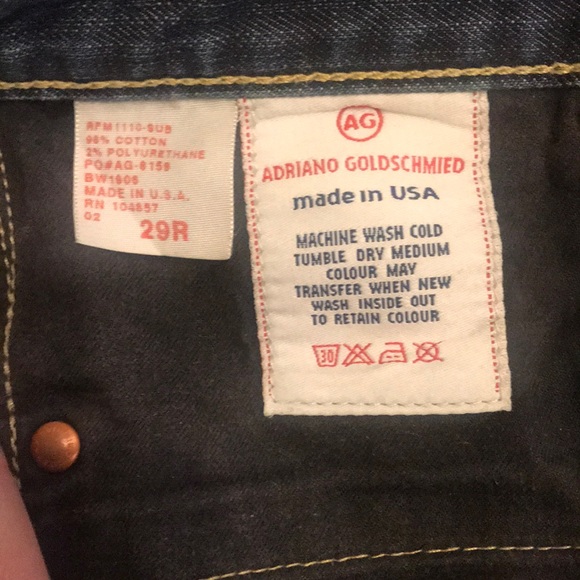 AFM1110-SUB
98% COTTON
2% POLYURETHANE
PO#AG-8159
BW1606
MADE IN U.S.A.
RN 104857
02
29R
AG
ADRIANO GOLDSCHMIED
made in USA
MACHINE WASH COLD
TUMBLE DRY MEDIUM
COLOUR MAY
TRANSFER WHEN NEW
WASH INSIDE OUT
TO RETAIN COLOUR
30